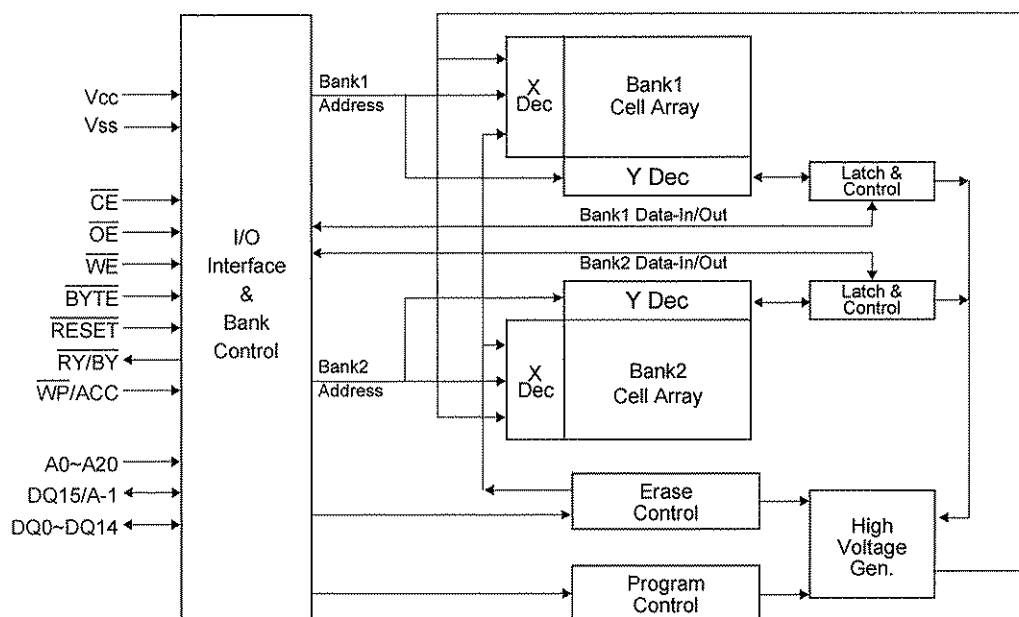 Vcc
Vss
CE
OE
WE
BYTE
RESET
RY/BY
WP/ACC
A0~A20
DQ15/A-1
DQ0~DQ14
I/O
Interface
&
Bank
Control
Bank1
Address
X
Dec
Bank1
Cell Array
Y Dec
Latch &
Control
Bank1 Data-In/Out
Bank2 Data-In/Out
Y Dec
Latch &
Control
Bank2
Address
X
Dec
Bank2
Cell Array
Erase
Control
High
Voltage
Gen.
Program
Control